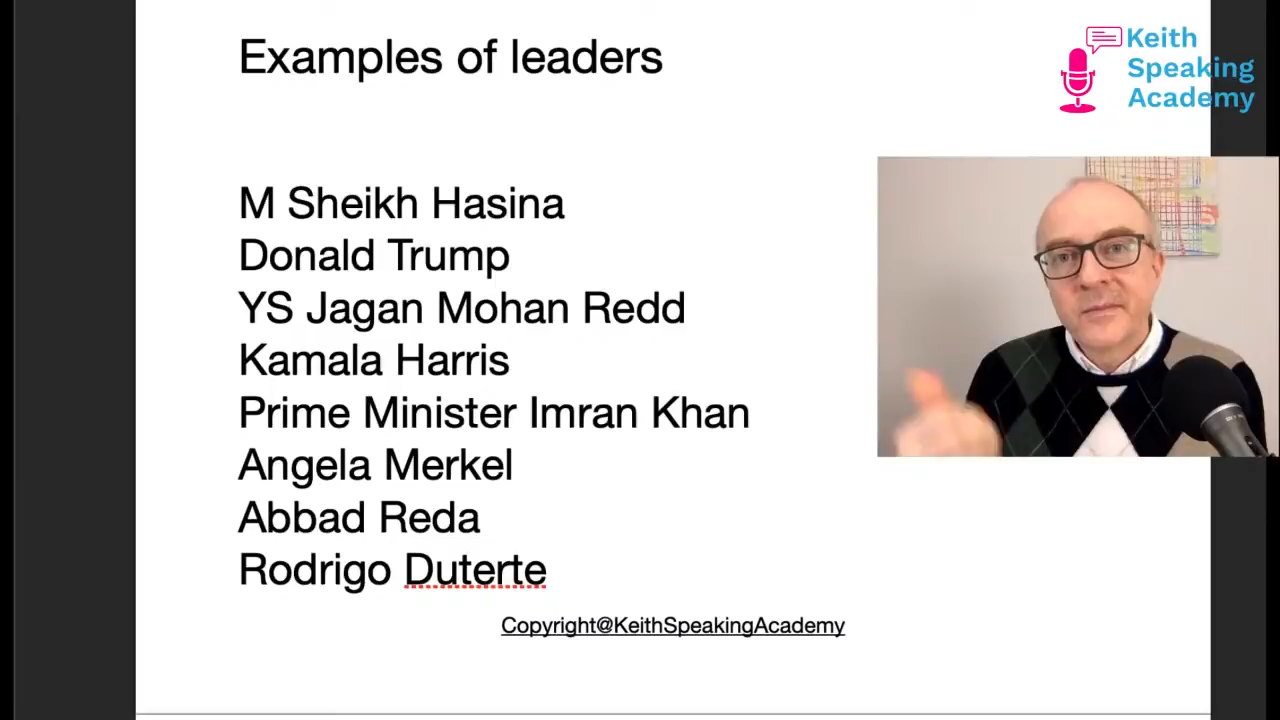 Examples of leaders
Keith
Speaking
Academy
M Sheikh Hasina
Donald Trump
YS Jagan Mohan Redd
Kamala Harris
Prime Minister Imran Khan
Angela Merkel
Abbad Reda
Rodrigo Duterte
Copyright@KeithSpeakingAcademy